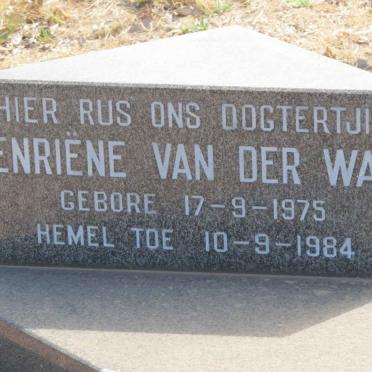 HIER RUS ONS DOGTERTJI
ENRIËNE VAN DER WA
GEBORE 17-9-1975
HEMEL TOE 10-9-1984